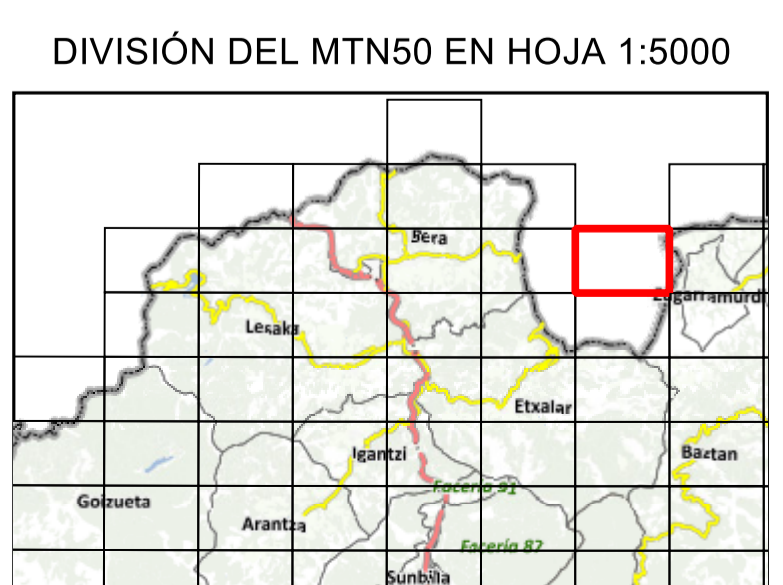 DIVISIÓN DEL MTN50 EN HOJA 1:5000
Bera
Zugarramurdi
Lesaka
Etxalar
Igantzi
Baztan
Facería 91
Goizueta
Arantza
Facería 87
Sunbilla